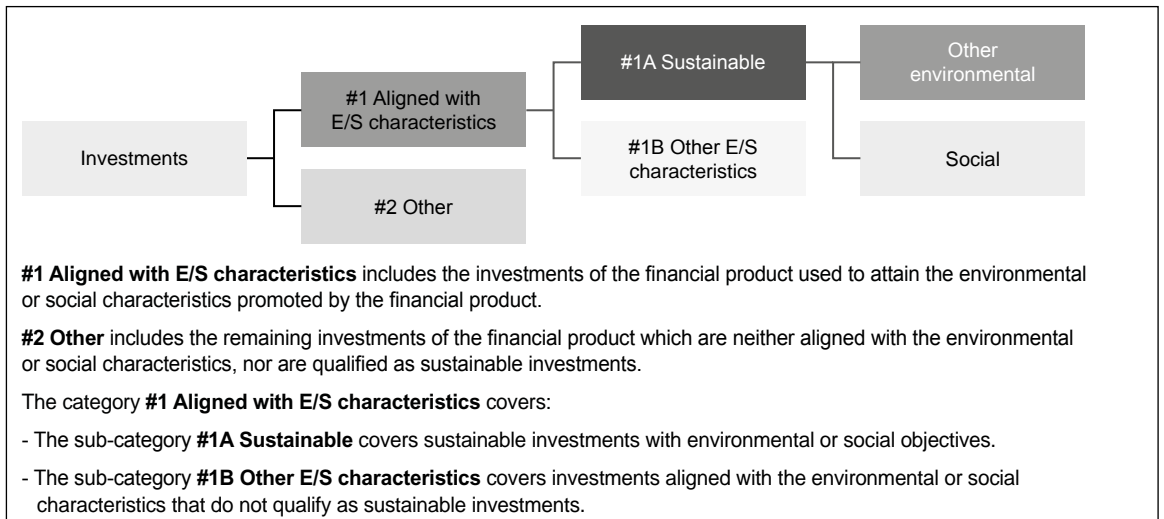 Investments
#1 Aligned with
E/S characteristics
#2 Other
#1A Sustainable
#1B Other E/S
characteristics
Other
environmental
Social
#1 Aligned with E/S characteristics includes the investments of the financial product used to attain the environmental
or social characteristics promoted by the financial product.
#2 Other includes the remaining investments of the financial product which are neither aligned with the environmental
or social characteristics, nor are qualified as sustainable investments.
The category #1 Aligned with E/S characteristics covers:
- The sub-category #1A Sustainable covers sustainable investments with environmental or social objectives.
- The sub-category #1B Other E/S characteristics covers investments aligned with the environmental or social
characteristics that do not qualify as sustainable investments.